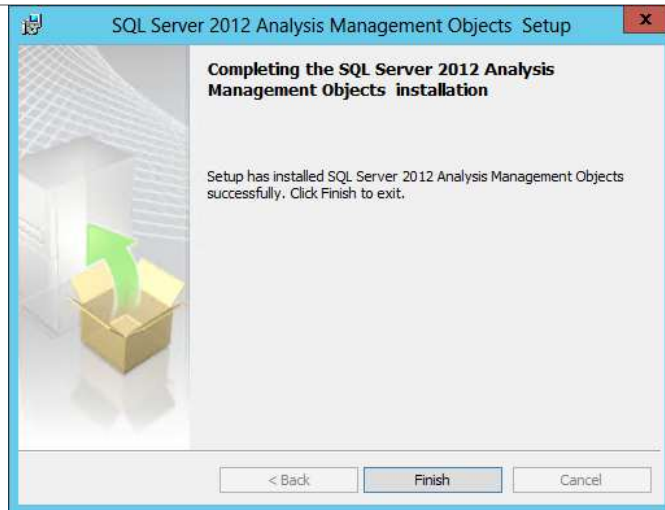 SQL Server 2012 Analysis Management Objects Setup
x
Completing the SQL Server 2012 Analysis
Management Objects installation
Setup has installed SQL Server 2012 Analysis Management Objects
successfully. Click Finish to exit.
< Back Finish Cancel